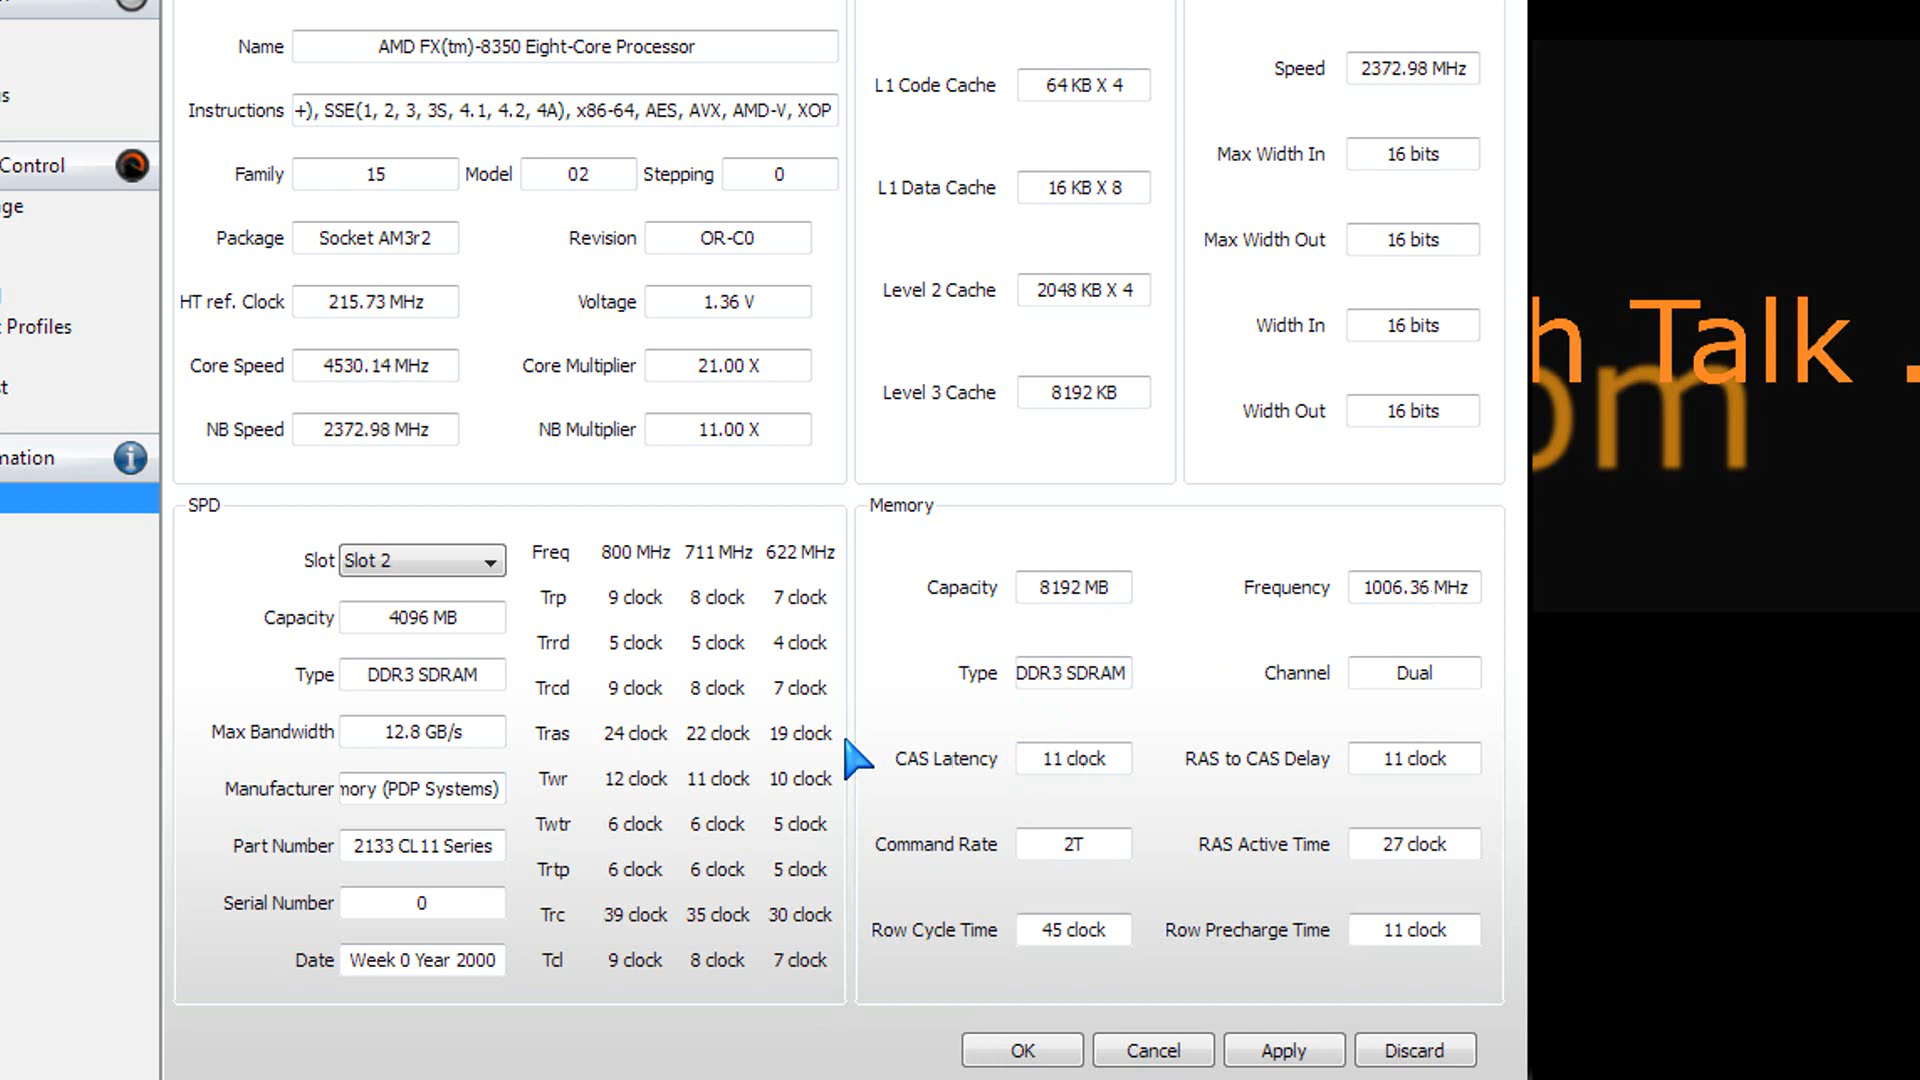 Name AMD FX(tm)-8350 Eight-Core Processor
Instructions +), SSE(1, 2, 3, 3S, 4.1, 4.2, 4A), x86-64, AES, AVX, AMD-V, XOP
Family 15 Model 02 Stepping 0
Package Socket AM3r2 Revision OR-C0
HT ref. Clock 215.73 MHz Voltage 1.36 V
Core Speed 4530.14 MHz Core Multiplier 21.00 X
NB Speed 2372.98 MHz NB Multiplier 11.00 X
L1 Code Cache 64 KB X 4
L1 Data Cache 16 KB X 8
Level 2 Cache 2048 KB X 4
Level 3 Cache 8192 KB
Speed 2372.98 MHz
Max Width In 16 bits
Max Width Out 16 bits
Width In 16 bits
Width Out 16 bits
s
Control
ge
Profiles
t
mation
h Talk .
om
SPD
Slot Slot 2
Capacity 4096 MB
Type DDR3 SDRAM
Max Bandwidth 12.8 GB/s
Manufacturer mory (PDP Systems)
Part Number 2133 CL11 Series
Serial Number 0
Date Week 0 Year 2000
Freq 800 MHz 711 MHz 622 MHz
Trp 9 clock 8 clock 7 clock
Trrd 5 clock 5 clock 4 clock
Trcd 9 clock 8 clock 7 clock
Tras 24 clock 22 clock 19 clock
Twr 12 clock 11 clock 10 clock
Twtr 6 clock 6 clock 5 clock
Trtp 6 clock 6 clock 5 clock
Trc 39 clock 35 clock 30 clock
Tcl 9 clock 8 clock 7 clock
Memory
Capacity 8192 MB Frequency 1006.36 MHz
Type DDR3 SDRAM Channel Dual
CAS Latency 11 clock RAS to CAS Delay 11 clock
Command Rate 2T RAS Active Time 27 clock
Row Cycle Time 45 clock Row Precharge Time 11 clock
OK Cancel Apply Discard